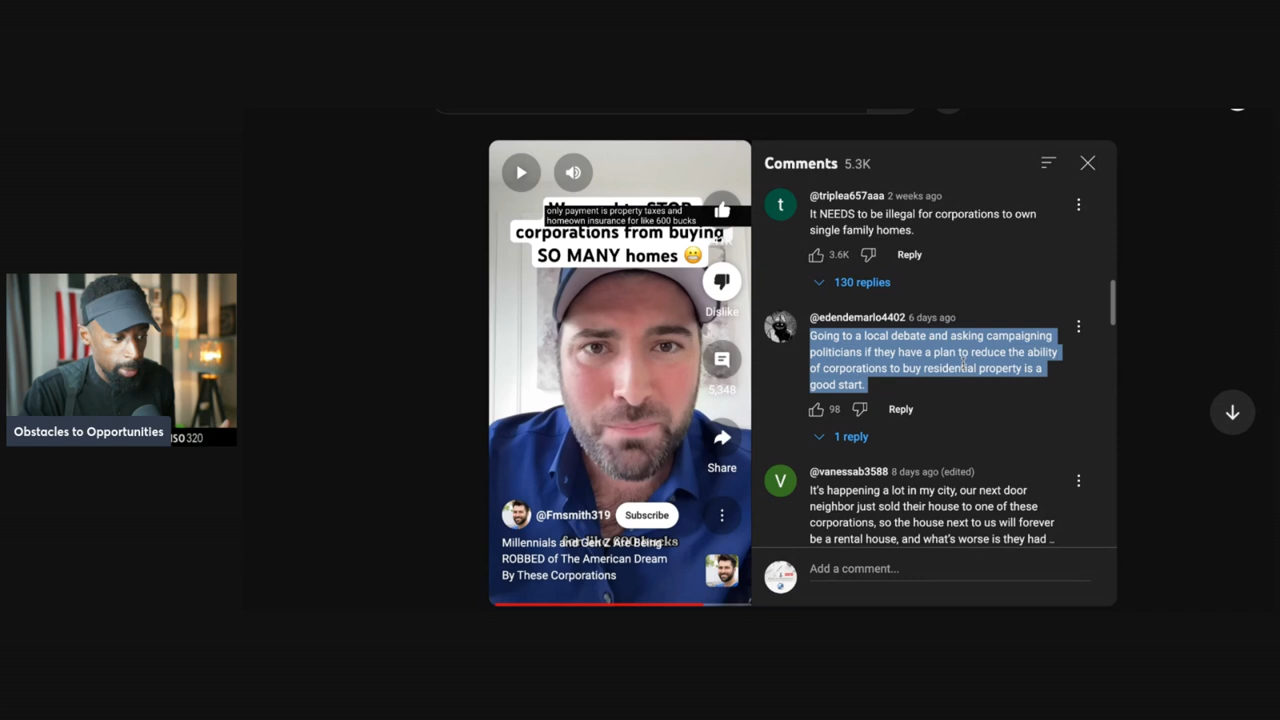 Obstacles to Opportunities
ISO 320
only payment is property taxes and
homeown insurance for like 600 bucks
corporations from buying
SO MANY homes 😬
Dislike
5,348
Share
@Fmsmith319
Subscribe
Millennials and Gen Z Are Being
ROBBED of The American Dream
By These Corporations
Comments 5.3K
t
@triplea657aaa 2 weeks ago
It NEEDS to be illegal for corporations to own
single family homes.
3.6K
Reply
130 replies
@edendemarlo4402 6 days ago
Going to a local debate and asking campaigning
politicians if they have a plan to reduce the ability
of corporations to buy residential property is a
good start.
98
Reply
1 reply
V
@vanessab3588 8 days ago (edited)
It's happening a lot in my city, our next door
neighbor just sold their house to one of these
corporations, so the house next to us will forever
be a rental house, and what's worse is they had ..
Add a comment...